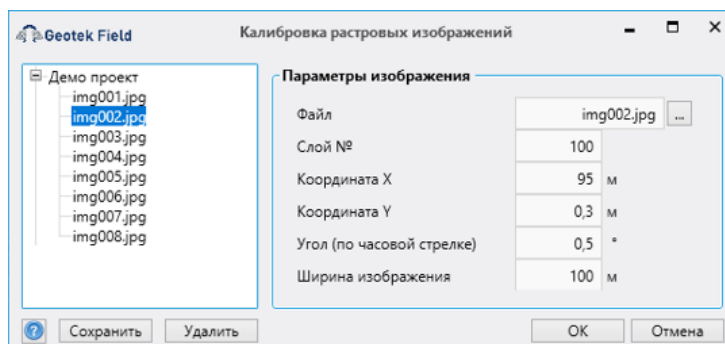 Geotek Field
Калибровка растровых изображений
Демо проект
img001.jpg
img002.jpg
img003.jpg
img004.jpg
img005.jpg
img006.jpg
img007.jpg
img008.jpg
Параметры изображения
Файл img002.jpg ...
Слой № 100
Координата X 95 м
Координата Y 0,3 м
Угол (по часовой стрелке) 0,5 °
Ширина изображения 100 м
? Сохранить Удалить OK Отмена